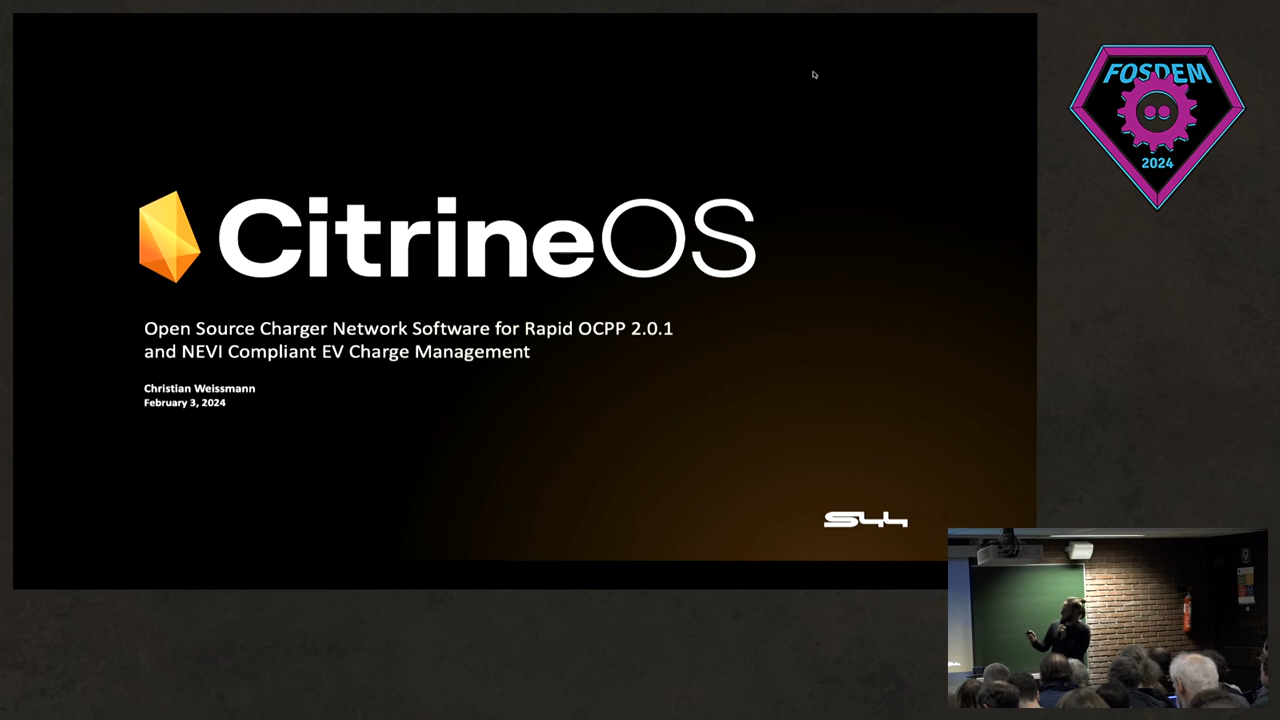 FOSDEM
2024
CitrineOS
Open Source Charger Network Software for Rapid OCPP 2.0.1
and NEVI Compliant EV Charge Management
Christian Weissmann
February 3, 2024
S44